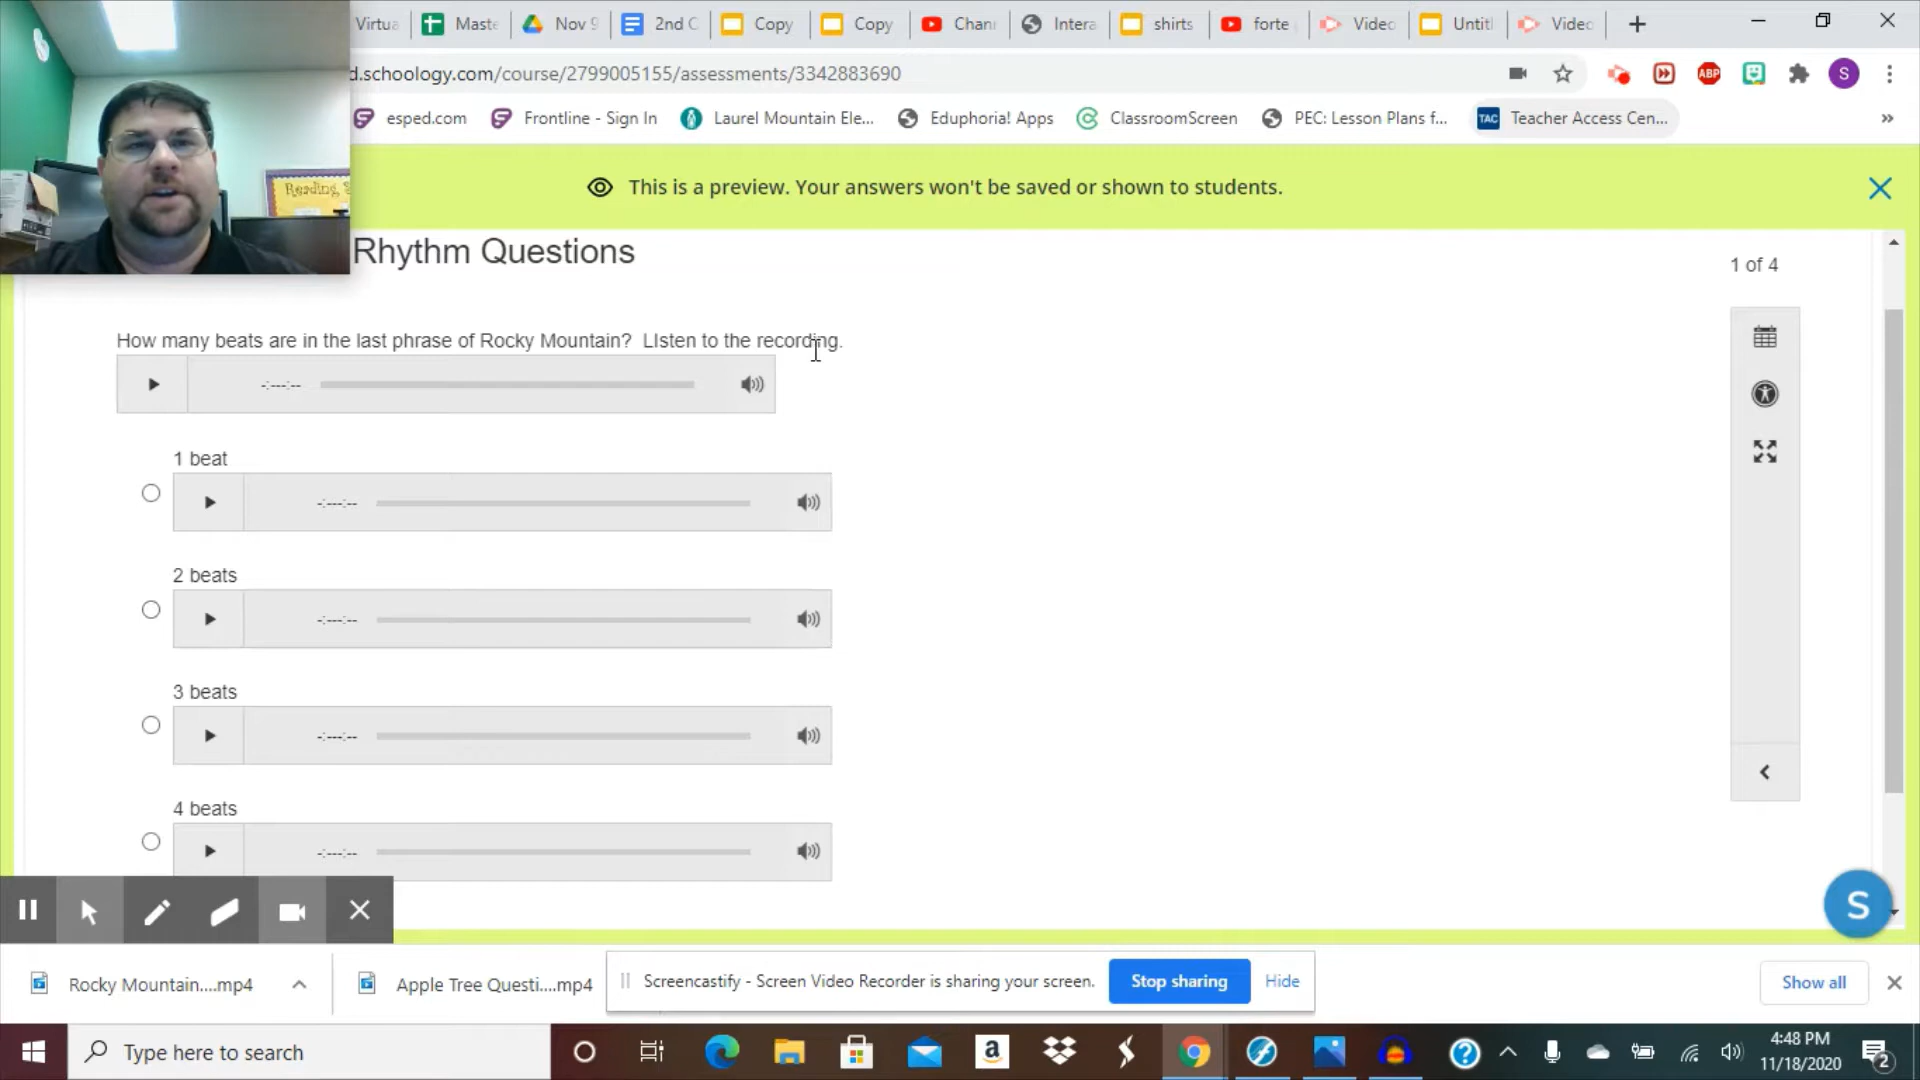 Virtua
Maste
Nov 9
2nd C
Copy
Copy
Chann
Intera
shirts
forte
Video
Untitl
Video
d.schoology.com/course/2799005155/assessments/3342883690
ABP
S
esped.com
Frontline - Sign In
Laurel Mountain Ele...
Eduphoria! Apps
ClassroomScreen
PEC: Lesson Plans f...
TAC
Teacher Access Cen...
»
Reading,
This is a preview. Your answers won't be saved or shown to students.
Rhythm Questions
1 of 4
How many beats are in the last phrase of Rocky Mountain?  LIsten to the recording.
-:--
1 beat
-:--
2 beats
-:--
3 beats
-:--
4 beats
-:--
S
Rocky Mountain....mp4
Apple Tree Questi....mp4
Screencastify - Screen Video Recorder is sharing your screen.
Stop sharing
Hide
Show all
Type here to search
4:48 PM
11/18/2020
2